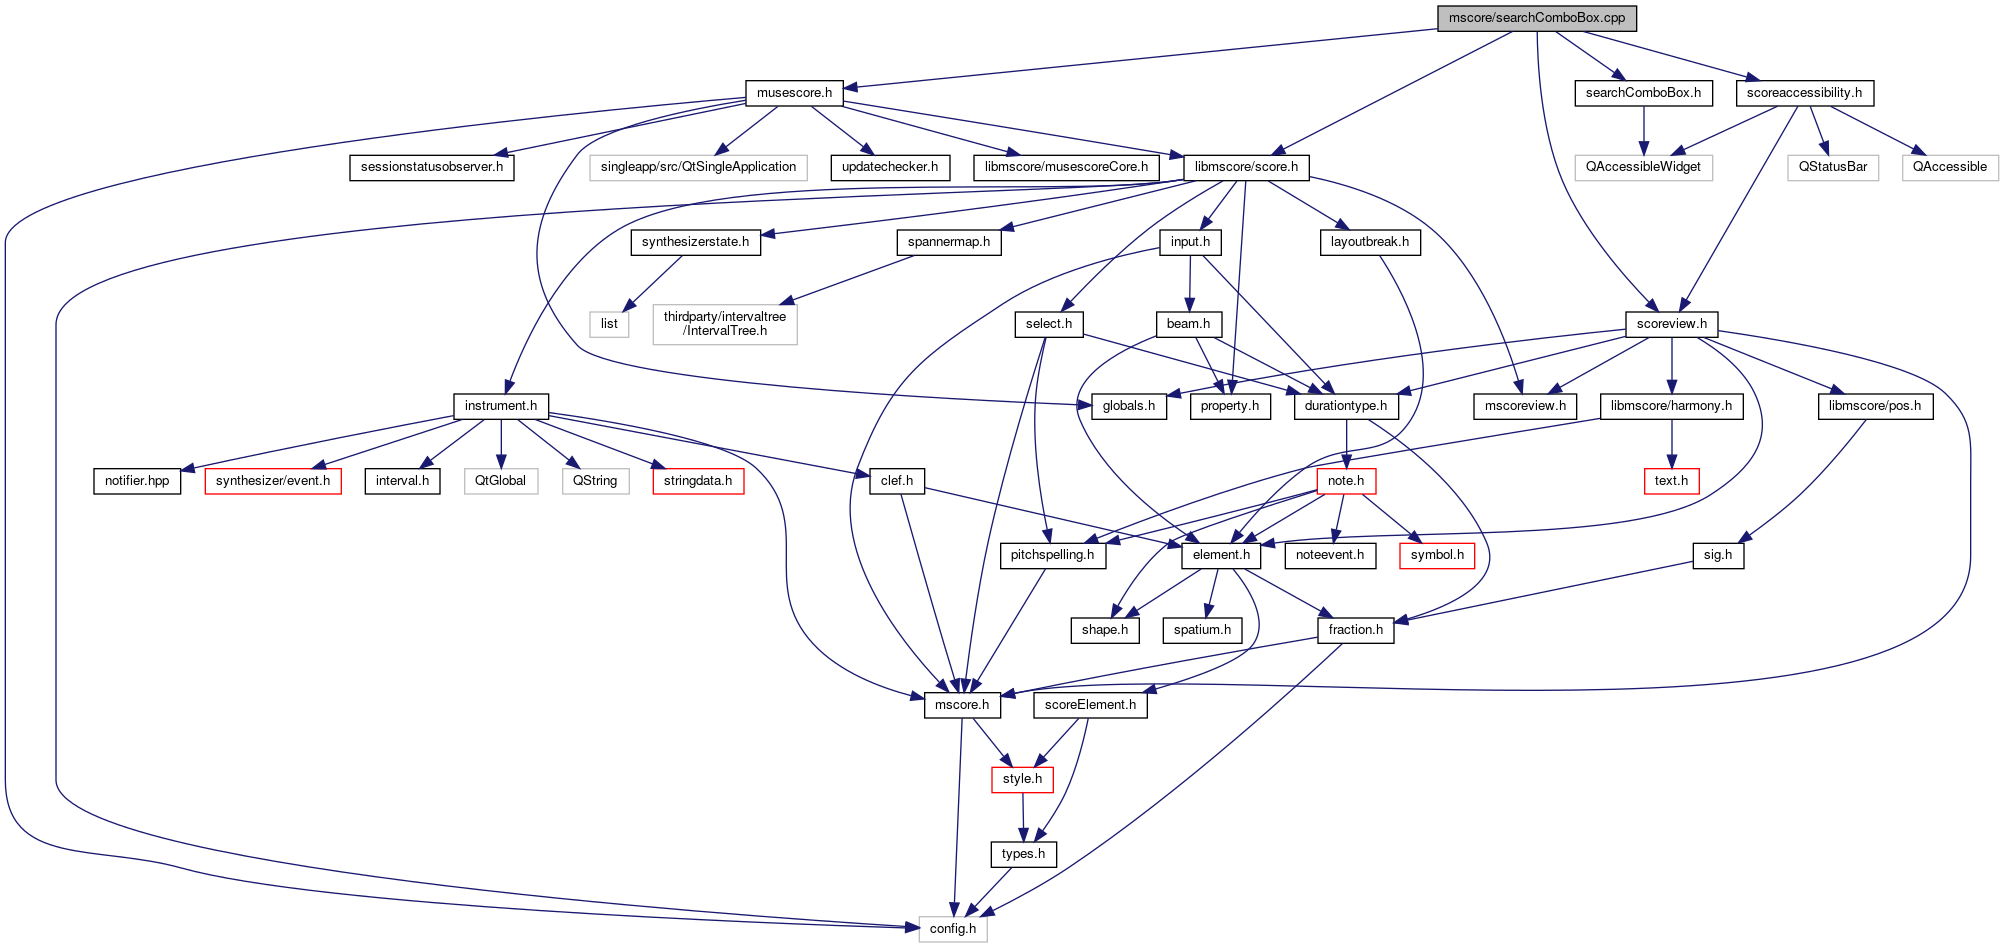 mscore/searchComboBox.cpp
musescore.h
searchComboBox.h
scoreaccessibility.h
sessionstatusobserver.h
singleapp/src/QtSingleApplication
updatechecker.h
libmscore/musescoreCore.h
libmscore/score.h
QAccessibleWidget
QStatusBar
QAccessible
synthesizerstate.h
spannermap.h
input.h
layoutbreak.h
list
thirdparty/intervaltree
/IntervalTree.h
select.h
beam.h
scoreview.h
instrument.h
globals.h
property.h
durationtype.h
mscoreview.h
libmscore/harmony.h
libmscore/pos.h
notifier.hpp
synthesizer/event.h
interval.h
QtGlobal
QString
stringdata.h
clef.h
note.h
text.h
pitchspelling.h
element.h
noteevent.h
symbol.h
sig.h
shape.h
spatium.h
fraction.h
mscore.h
scoreElement.h
style.h
types.h
config.h